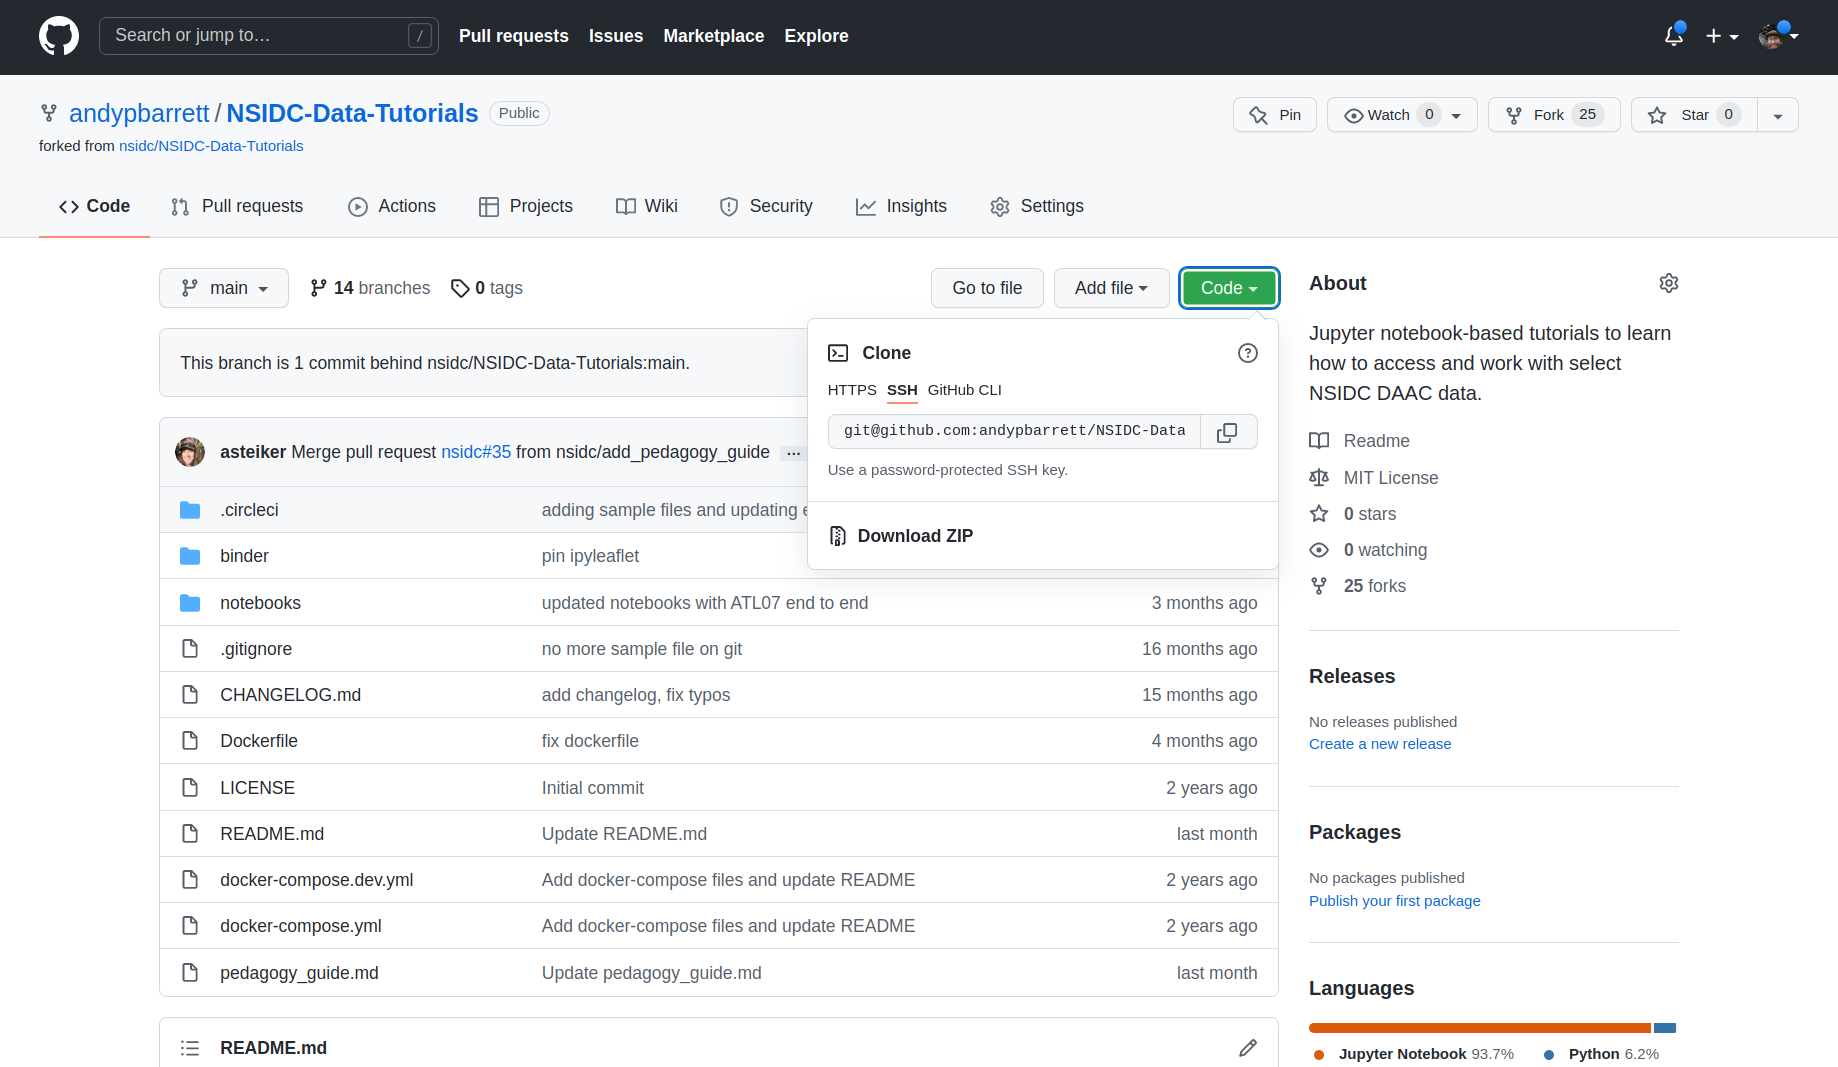 Search or jump to… /
Pull requests Issues Marketplace Explore
andypbarrett / NSIDC-Data-Tutorials Public
Pin Watch 0 Fork 25 Star 0
forked from nsidc/NSIDC-Data-Tutorials
Code Pull requests Actions Projects Wiki Security Insights Settings
main 14 branches 0 tags
Go to file Add file Code
This branch is 1 commit behind nsidc/NSIDC-Data-Tutorials:main.
Clone
HTTPS SSH GitHub CLI
git@github.com:andypbarrett/NSIDC-Data
Use a password-protected SSH key.
Download ZIP
asteiker Merge pull request nsidc#35 from nsidc/add_pedagogy_guide …
.circleci adding sample files and updating
binder pin ipyleaflet
notebooks updated notebooks with ATL07 end to end 3 months ago
.gitignore no more sample file on git 16 months ago
CHANGELOG.md add changelog, fix typos 15 months ago
Dockerfile fix dockerfile 4 months ago
LICENSE Initial commit 2 years ago
README.md Update README.md last month
docker-compose.dev.yml Add docker-compose files and update README 2 years ago
docker-compose.yml Add docker-compose files and update README 2 years ago
pedagogy_guide.md Update pedagogy_guide.md last month
README.md
About
Jupyter notebook-based tutorials to learn
how to access and work with select
NSIDC DAAC data.
Readme
MIT License
0 stars
0 watching
25 forks
Releases
No releases published
Create a new release
Packages
No packages published
Publish your first package
Languages
Jupyter Notebook 93.7% Python 6.2%